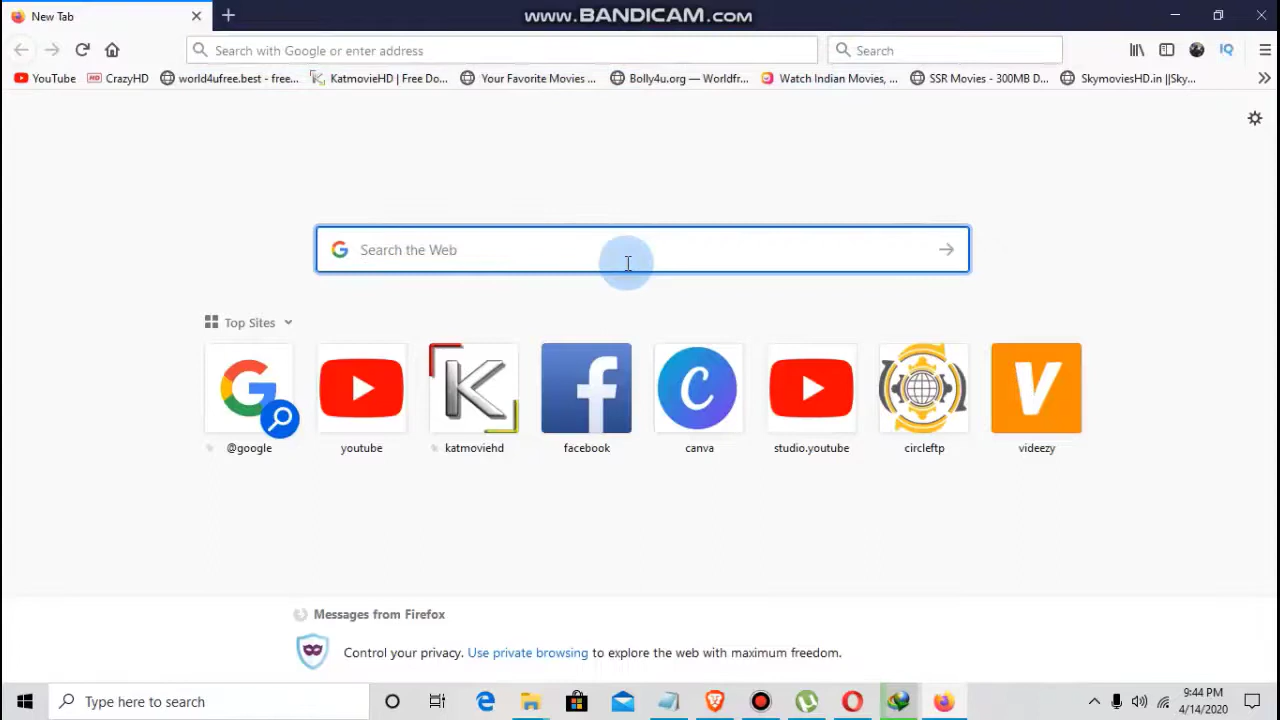 New Tab
www.BANDICAM.com
Search with Google or enter address
Search
IQ
YouTube
HD CrazyHD
world4ufree.best - free...
KatmovieHD | Free Do...
Your Favorite Movies ...
Bolly4u.org — Worldfr...
Watch Indian Movies, ...
SSR Movies - 300MB D...
SkymoviesHD.in ||Sky...
Search the Web
Top Sites
@google
youtube
katmoviehd
facebook
canva
studio.youtube
circleftp
videezy
Messages from Firefox
Control your privacy. Use private browsing to explore the web with maximum freedom.
Type here to search
9:44 PM
4/14/2020